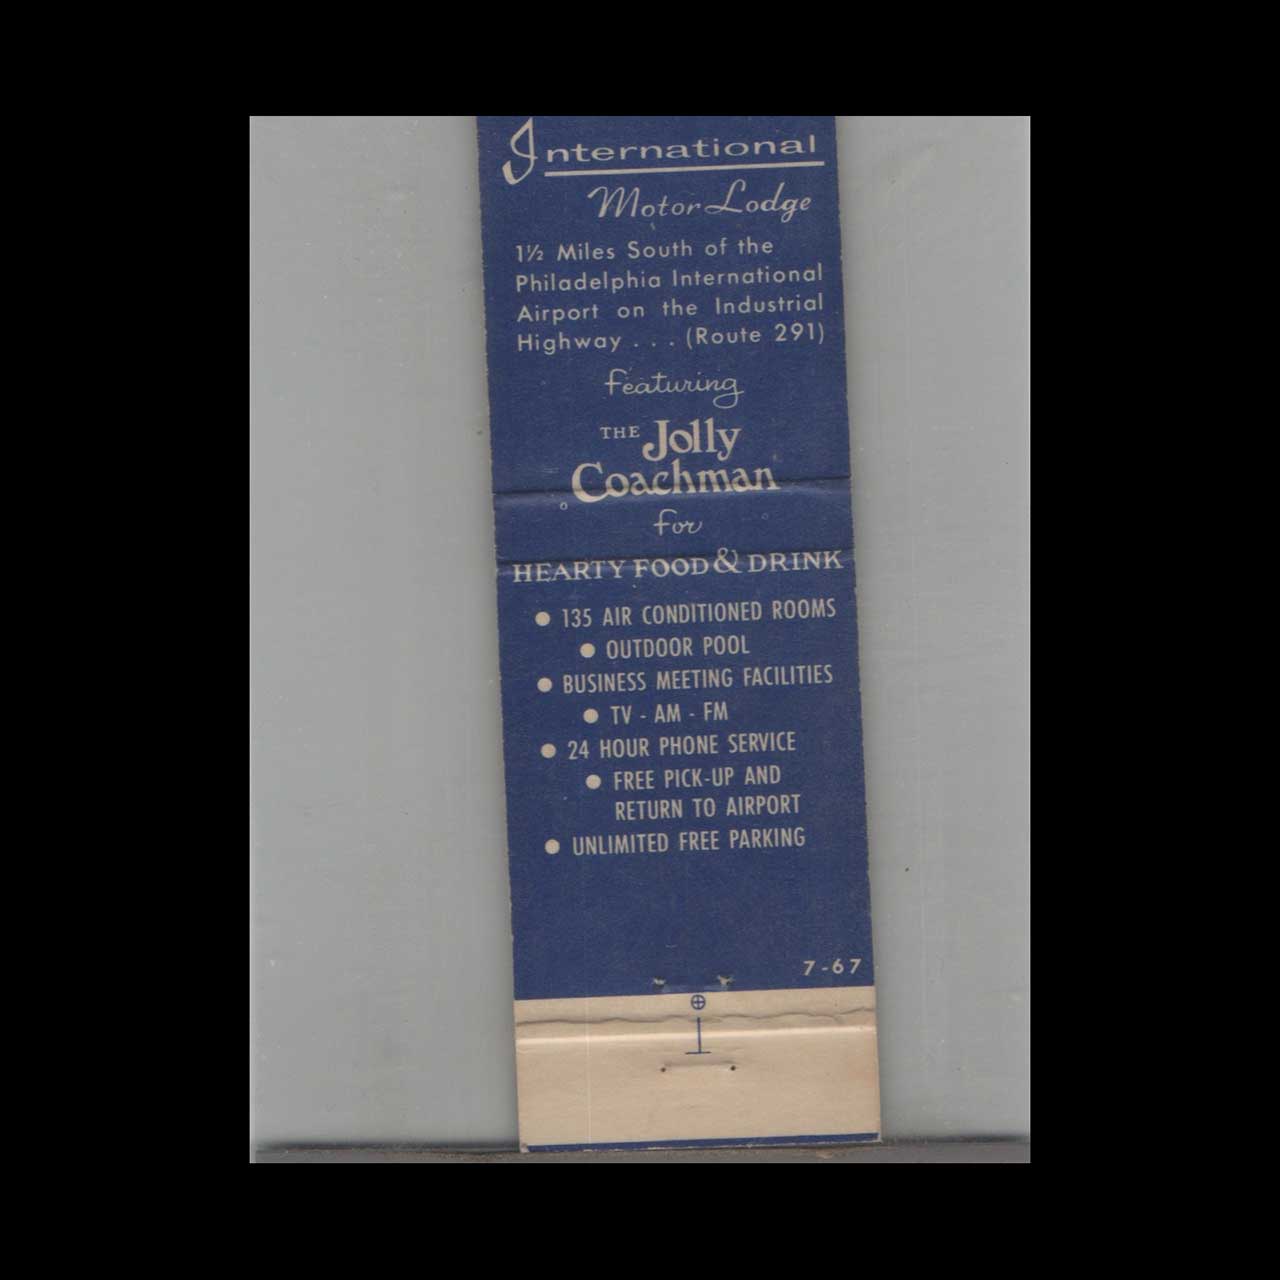 International
Motor Lodge
1½ Miles South of the
Philadelphia International
Airport on the Industrial
Highway . . . (Route 291)
featuring
THE Jolly
Coachman
for
HEARTY FOOD & DRINK
● 135 AIR CONDITIONED ROOMS
● OUTDOOR POOL
● BUSINESS MEETING FACILITIES
● TV - AM - FM
● 24 HOUR PHONE SERVICE
● FREE PICK-UP AND
RETURN TO AIRPORT
● UNLIMITED FREE PARKING
7-67